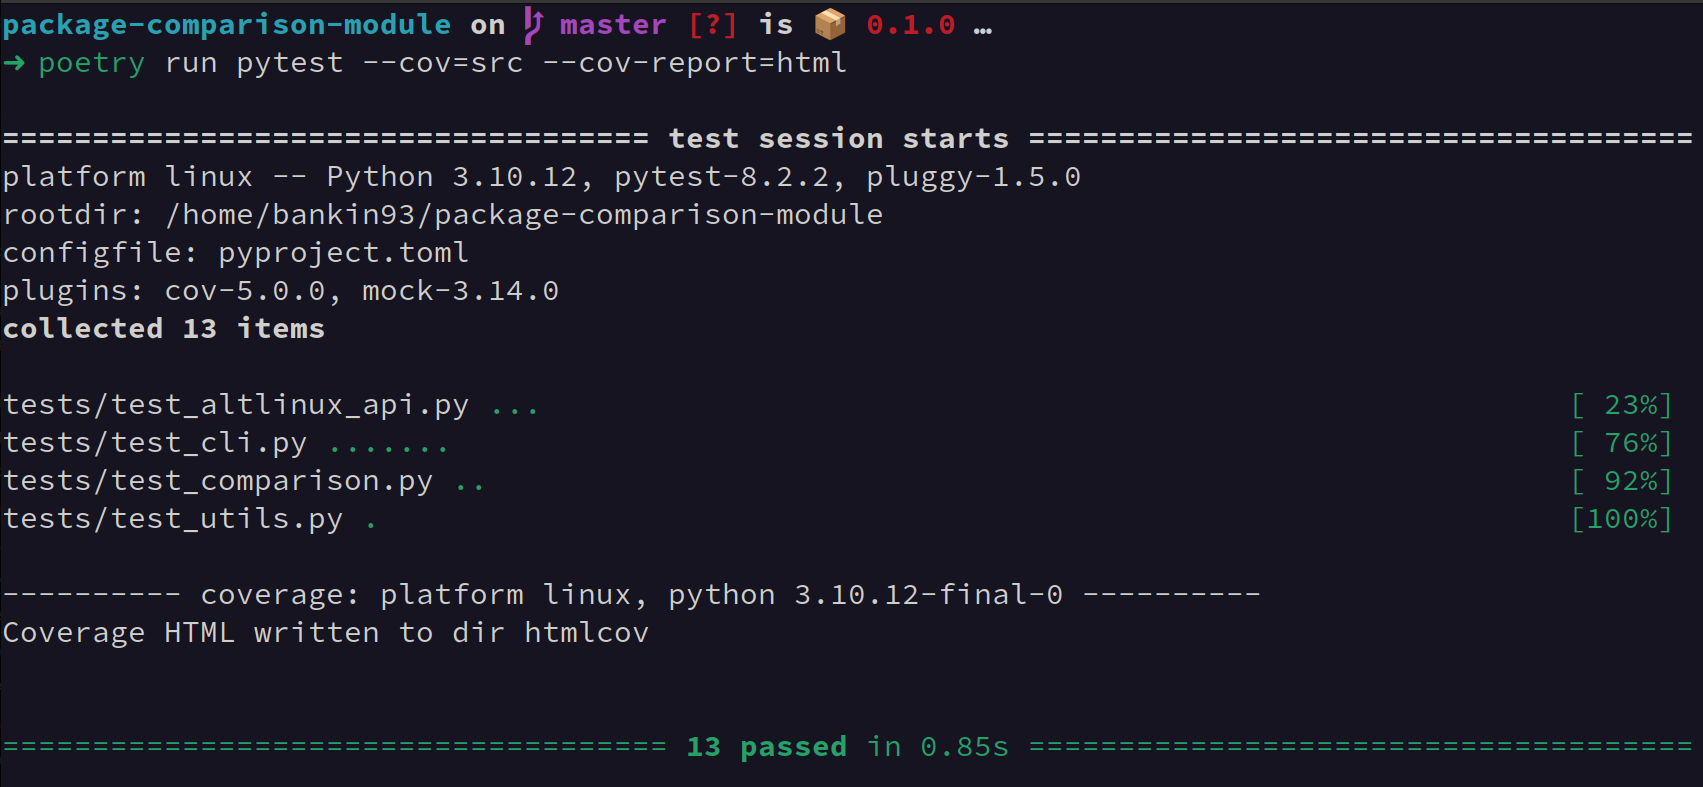 package-comparison-module on master [?] is 📦 0.1.0 …
➜ poetry run pytest --cov=src --cov-report=html
==================================== test session starts =====================================
platform linux -- Python 3.10.12, pytest-8.2.2, pluggy-1.5.0
rootdir: /home/bankin93/package-comparison-module
configfile: pyproject.toml
plugins: cov-5.0.0, mock-3.14.0
collected 13 items
tests/test_altlinux_api.py ... [ 23%]
tests/test_cli.py ....... [ 76%]
tests/test_comparison.py .. [ 92%]
tests/test_utils.py . [100%]
---------- coverage: platform linux, python 3.10.12-final-0 ----------
Coverage HTML written to dir htmlcov
===================================== 13 passed in 0.85s =====================================